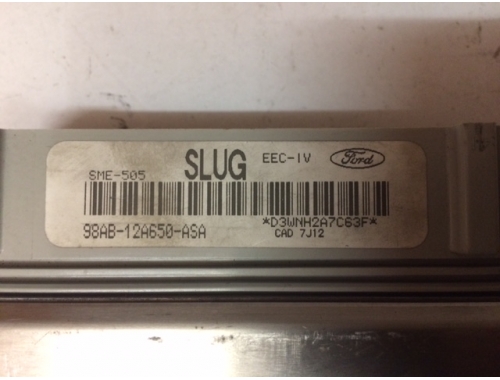 SLUG EEC-IV Ford
SME-505
98AB-12A650-ASA *D3WNH2A7C63F*
CAD 7J12